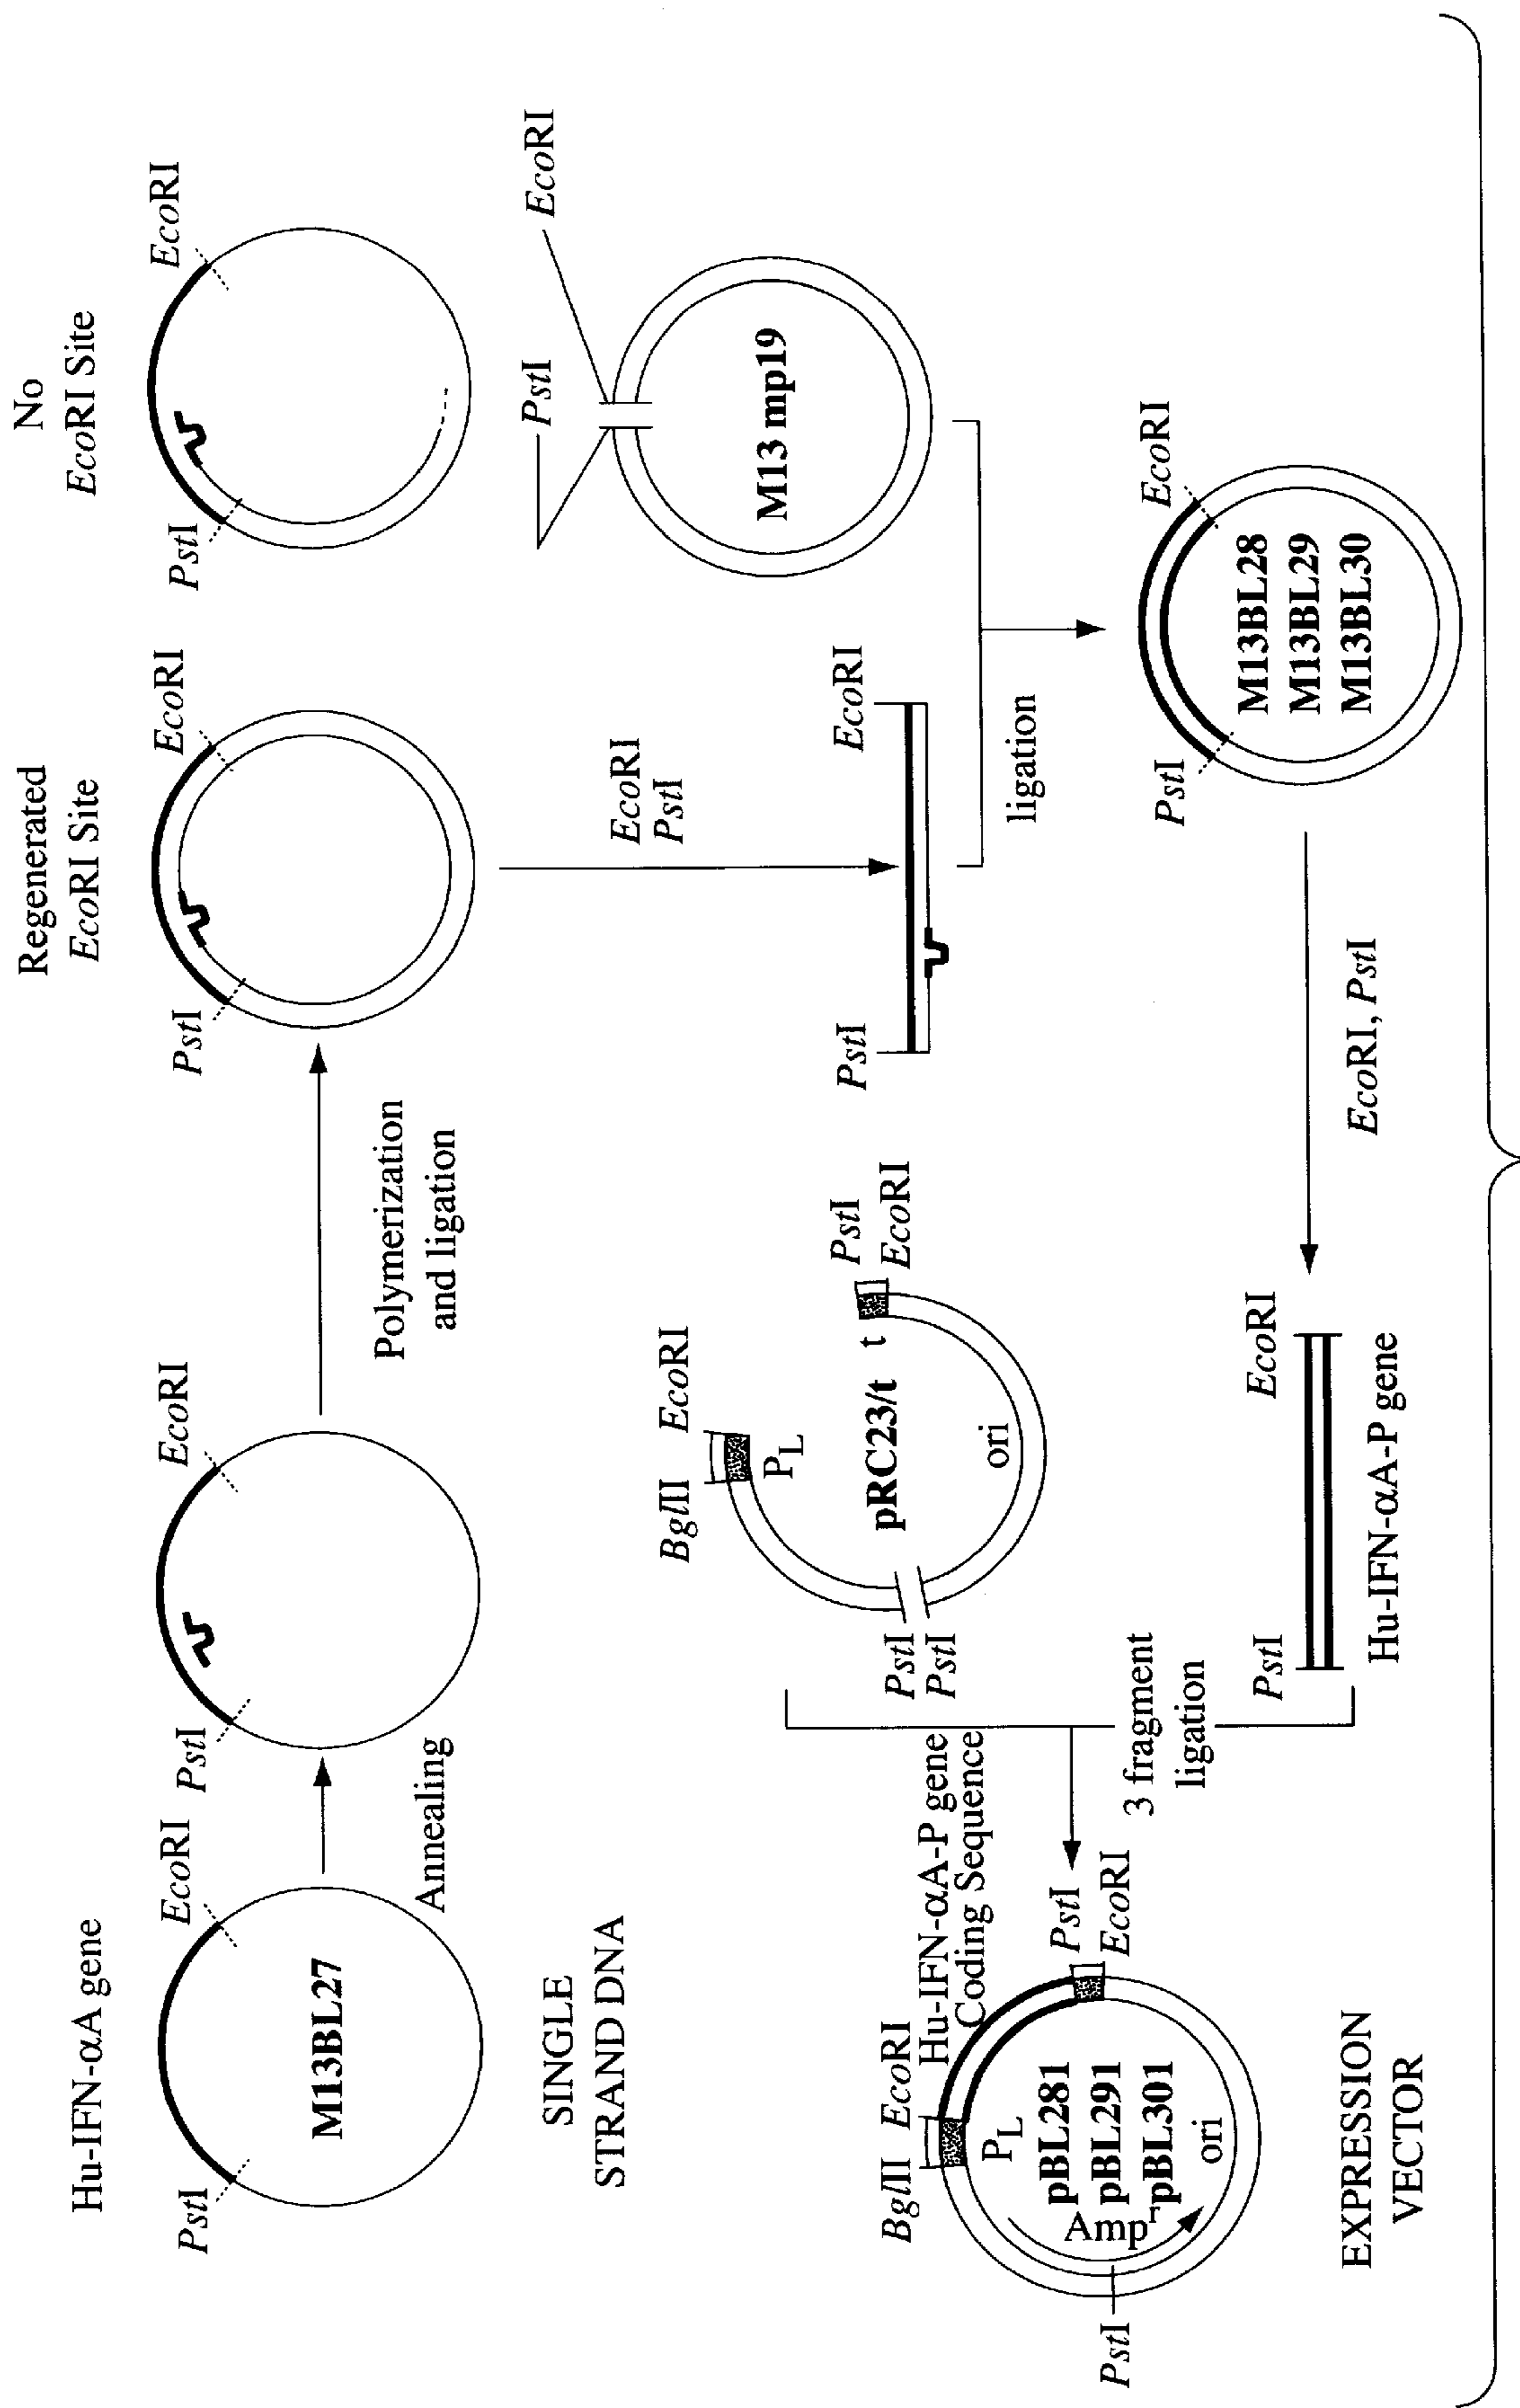 Hu-IFN-αA gene
PstI
EcoRI
M13BL27
SINGLE
STRAND DNA
Annealing
PstI
EcoRI
Polymerization
and ligation
Regenerated
EcoRI Site
PstI
EcoRI
No
EcoRI Site
PstI
EcoRI
EcoRI
PstI
PstI
EcoRI
PstI
EcoRI
M13 mp19
ligation
PstI
EcoRI
M13BL28
M13BL29
M13BL30
EcoRI, PstI
PstI
EcoRI
Hu-IFN-αA-P gene
BglII
EcoRI
PL
pRC23/t
t
PstI
EcoRI
ori
PstI
PstI
3 fragment
ligation
BglII
EcoRI
Hu-IFN-αA-P gene
Coding Sequence
PstI
EcoRI
PL
pBL281
pBL291
pBL301
Ampr
ori
PstI
EXPRESSION
VECTOR